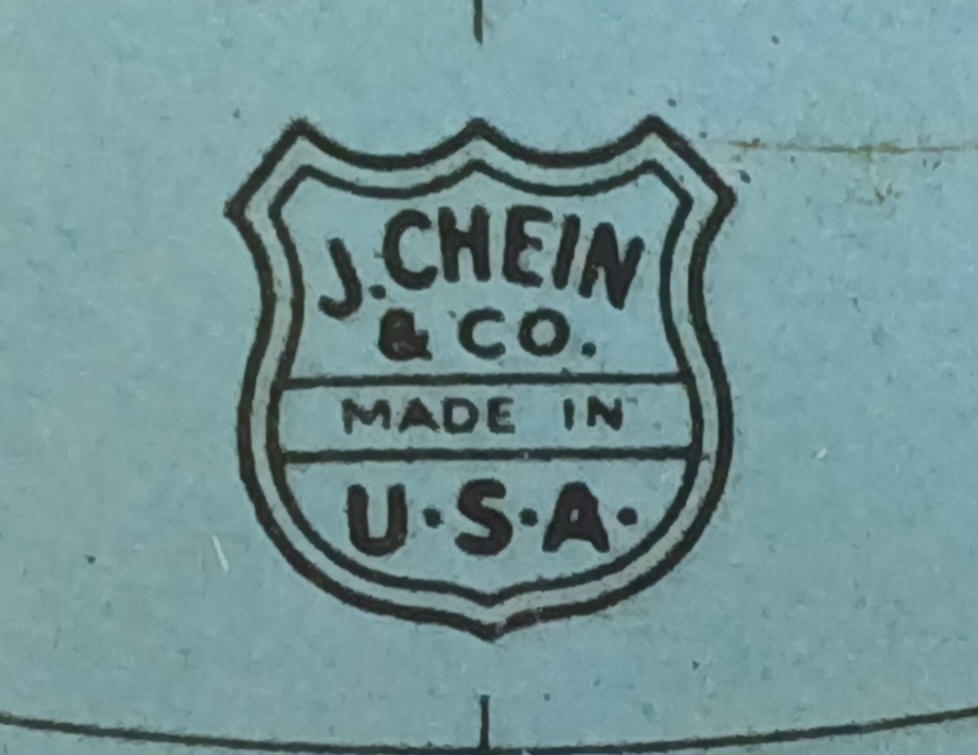 J. CHEIN
& CO.
MADE IN
U·S·A·